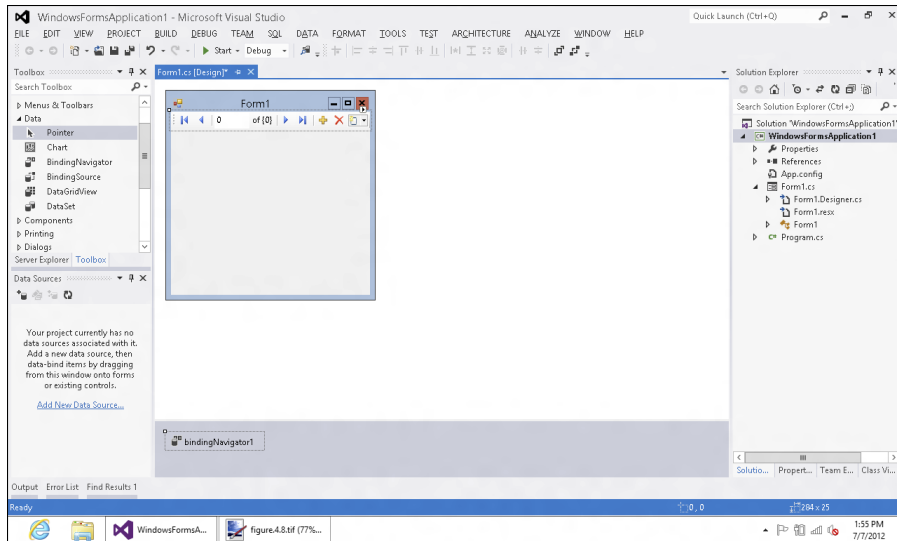 WindowsFormsApplication1 - Microsoft Visual Studio
Quick Launch (Ctrl+Q)
FILE EDIT VIEW PROJECT BUILD DEBUG TEAM SQL DATA FORMAT TOOLS TEST ARCHITECTURE ANALYZE WINDOW HELP
Start - Debug
Toolbox
Search Toolbox
Menus & Toolbars
Data
Pointer
Chart
BindingNavigator
BindingSource
DataGridView
DataSet
Components
Printing
Dialogs
Server Explorer Toolbox
Data Sources
Your project currently has no
data sources associated with it.
Add a new data source, then
data-bind items by dragging
from this window onto forms
or existing controls.
Add New Data Source...
Form1.cs [Design]*
Form1
0 of {0}
bindingNavigator1
Solution Explorer
Search Solution Explorer (Ctrl+;)
Solution 'WindowsFormsApplication1'
WindowsFormsApplication1
Properties
References
App.config
Form1.cs
Form1.Designer.cs
Form1.resx
Form1
Program.cs
Solutio... Propert... Team E... Class Vi...
Output Error List Find Results 1
Ready
0 , 0
284 x 25
WindowsFormsA...
figure.4.8.tif (77%...
1:55 PM
7/7/2012